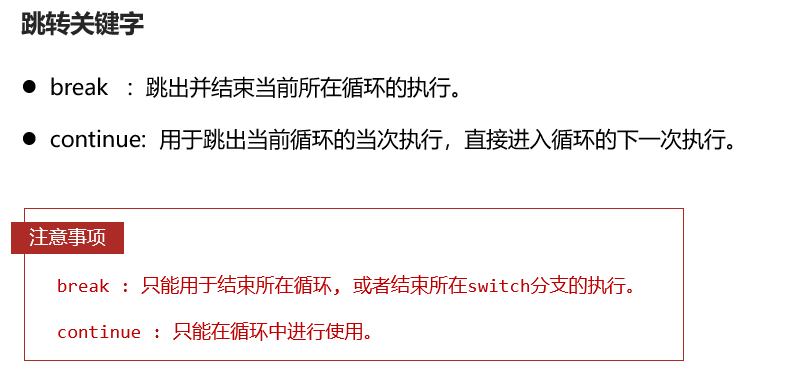 跳转关键字
● break ：跳出并结束当前所在循环的执行。
● continue: 用于跳出当前循环的当次执行，直接进入循环的下一次执行。
注意事项
break : 只能用于结束所在循环, 或者结束所在switch分支的执行。
continue : 只能在循环中进行使用。